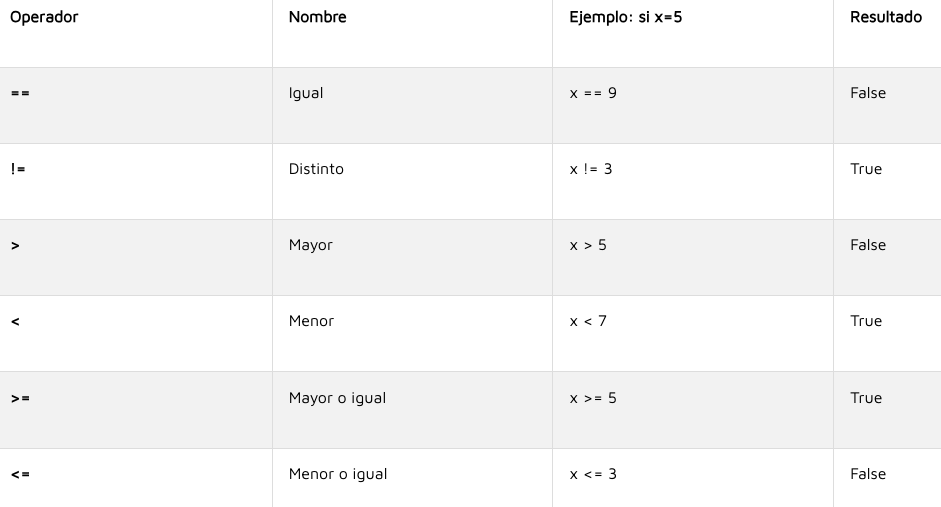 Operador Nombre Ejemplo: si x=5 Resultado
== Igual x == 9 False
!= Distinto x != 3 True
> Mayor x > 5 False
< Menor x < 7 True
>= Mayor o igual x >= 5 True
<= Menor o igual x <= 3 False